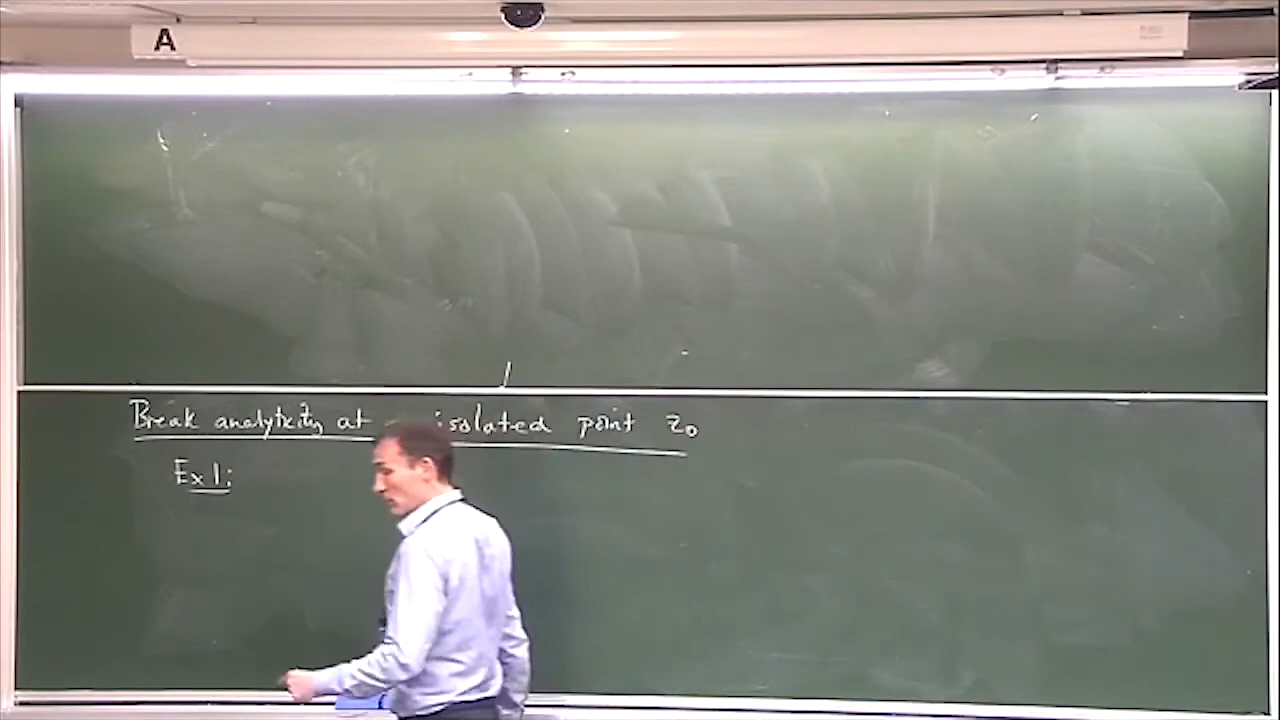 A
Break analyticity at isolated point z₀
Ex 1: